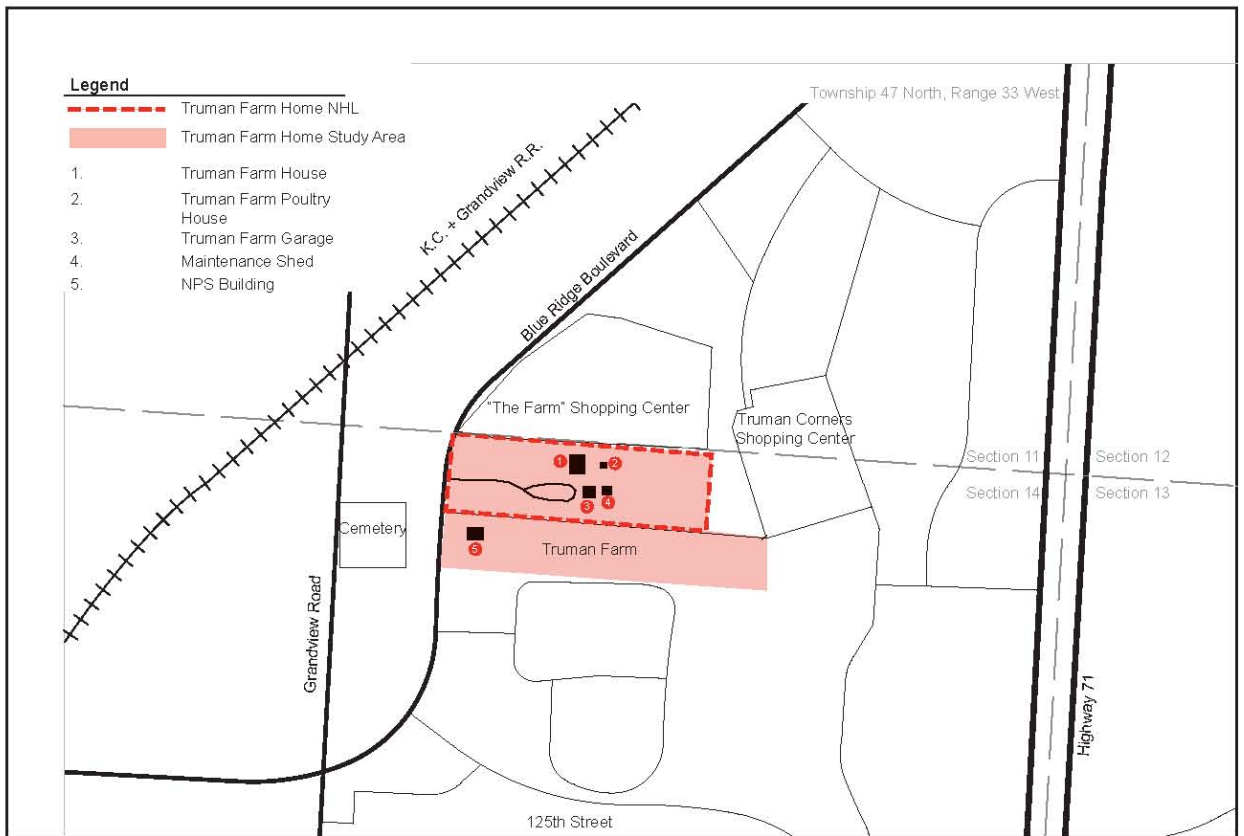 Legend
Truman Farm Home NHL
Truman Farm Home Study Area
1. Truman Farm House
2. Truman Farm Poultry
House
3. Truman Farm Garage
4. Maintenance Shed
5. NPS Building
Township 47 North, Range 33 West
K.C. + Grandview R.R.
Blue Ridge Boulevard
"The Farm" Shopping Center
Truman Corners
Shopping Center
Section 11
Section 12
Section 14
Section 13
1
2
3
4
5
Cemetery
Truman Farm
Grandview Road
Highway 71
125th Street